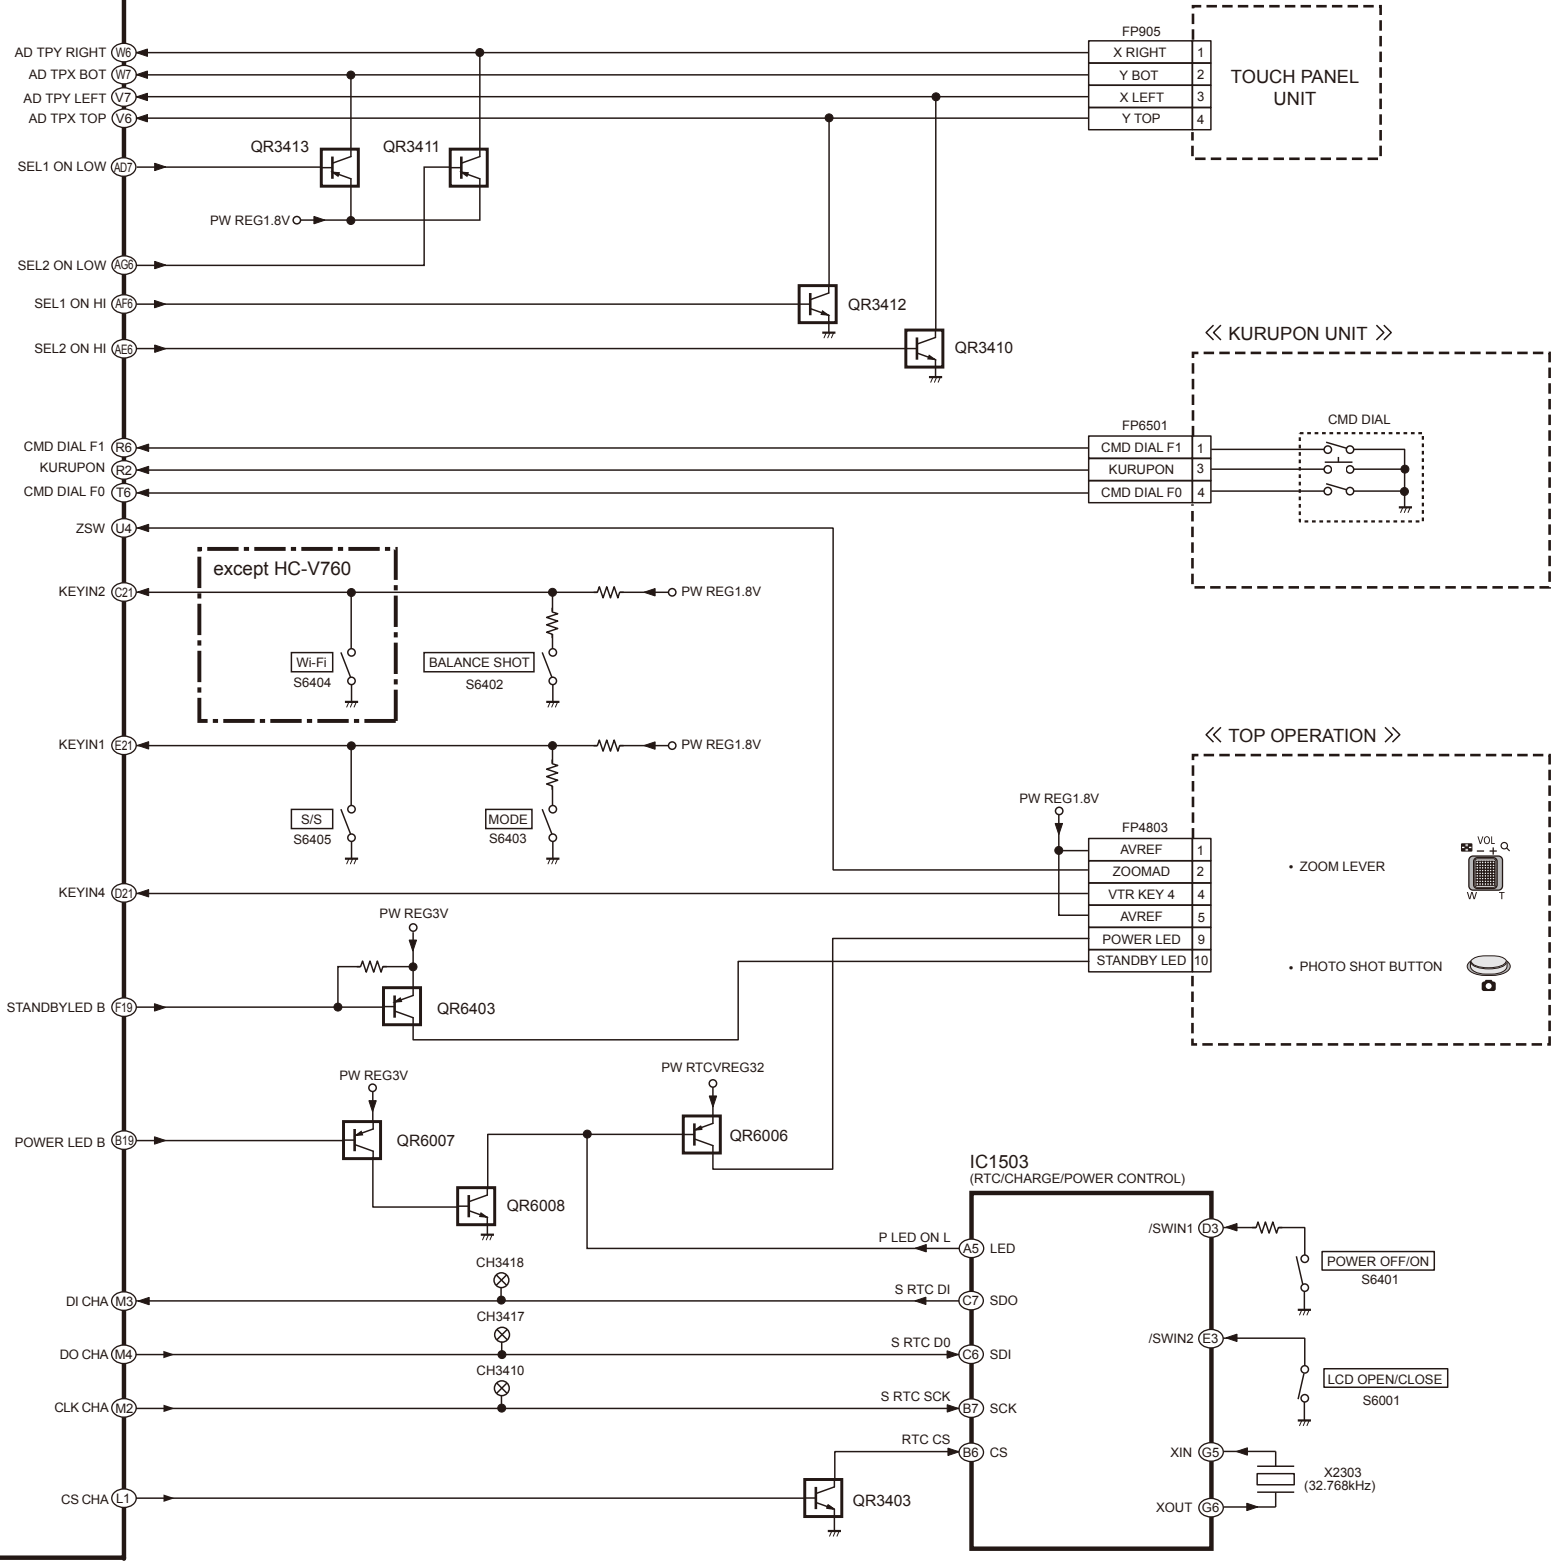 FP905
AD TPY RIGHT W6 X RIGHT 1
AD TPX BOT W7 Y BOT 2
AD TPY LEFT V7 X LEFT 3
AD TPX TOP V6 Y TOP 4
TOUCH PANEL
UNIT
QR3413 QR3411
SEL1 ON LOW AD7
PW REG1.8V
SEL2 ON LOW AG6
SEL1 ON HI AF6 QR3412
SEL2 ON HI AE6 QR3410
≪ KURUPON UNIT ≫
CMD DIAL
FP6501
CMD DIAL F1 R6 CMD DIAL F1 1
KURUPON R2 KURUPON 3
CMD DIAL F0 T6 CMD DIAL F0 4
ZSW U4
except HC-V760
KEYIN2 C21 PW REG1.8V
Wi-Fi BALANCE SHOT
S6404 S6402
KEYIN1 E21 PW REG1.8V
S/S MODE
S6405 S6403
≪ TOP OPERATION ≫
PW REG1.8V
FP4803
AVREF 1
ZOOMAD 2
KEYIN4 D21 VTR KEY 4 4
AVREF 5
POWER LED 9
STANDBY LED 10
• ZOOM LEVER
VOL
− +
W T
• PHOTO SHOT BUTTON
PW REG3V
STANDBYLED B F19 QR6403
PW REG3V PW RTCVREG32
POWER LED B B19 QR6007 QR6006
QR6008
IC1503
(RTC/CHARGE/POWER CONTROL)
/SWIN1 D3
P LED ON L A5 LED
POWER OFF/ON
S6401
CH3418
DI CHA M3 S RTC DI C7 SDO
CH3417
/SWIN2 E3
DO CHA M4 S RTC D0 C6 SDI
CH3410
LCD OPEN/CLOSE
S6001
CLK CHA M2 S RTC SCK B7 SCK
RTC CS B6 CS
XIN G5
X2303
(32.768kHz)
CS CHA L1 QR3403
XOUT G6